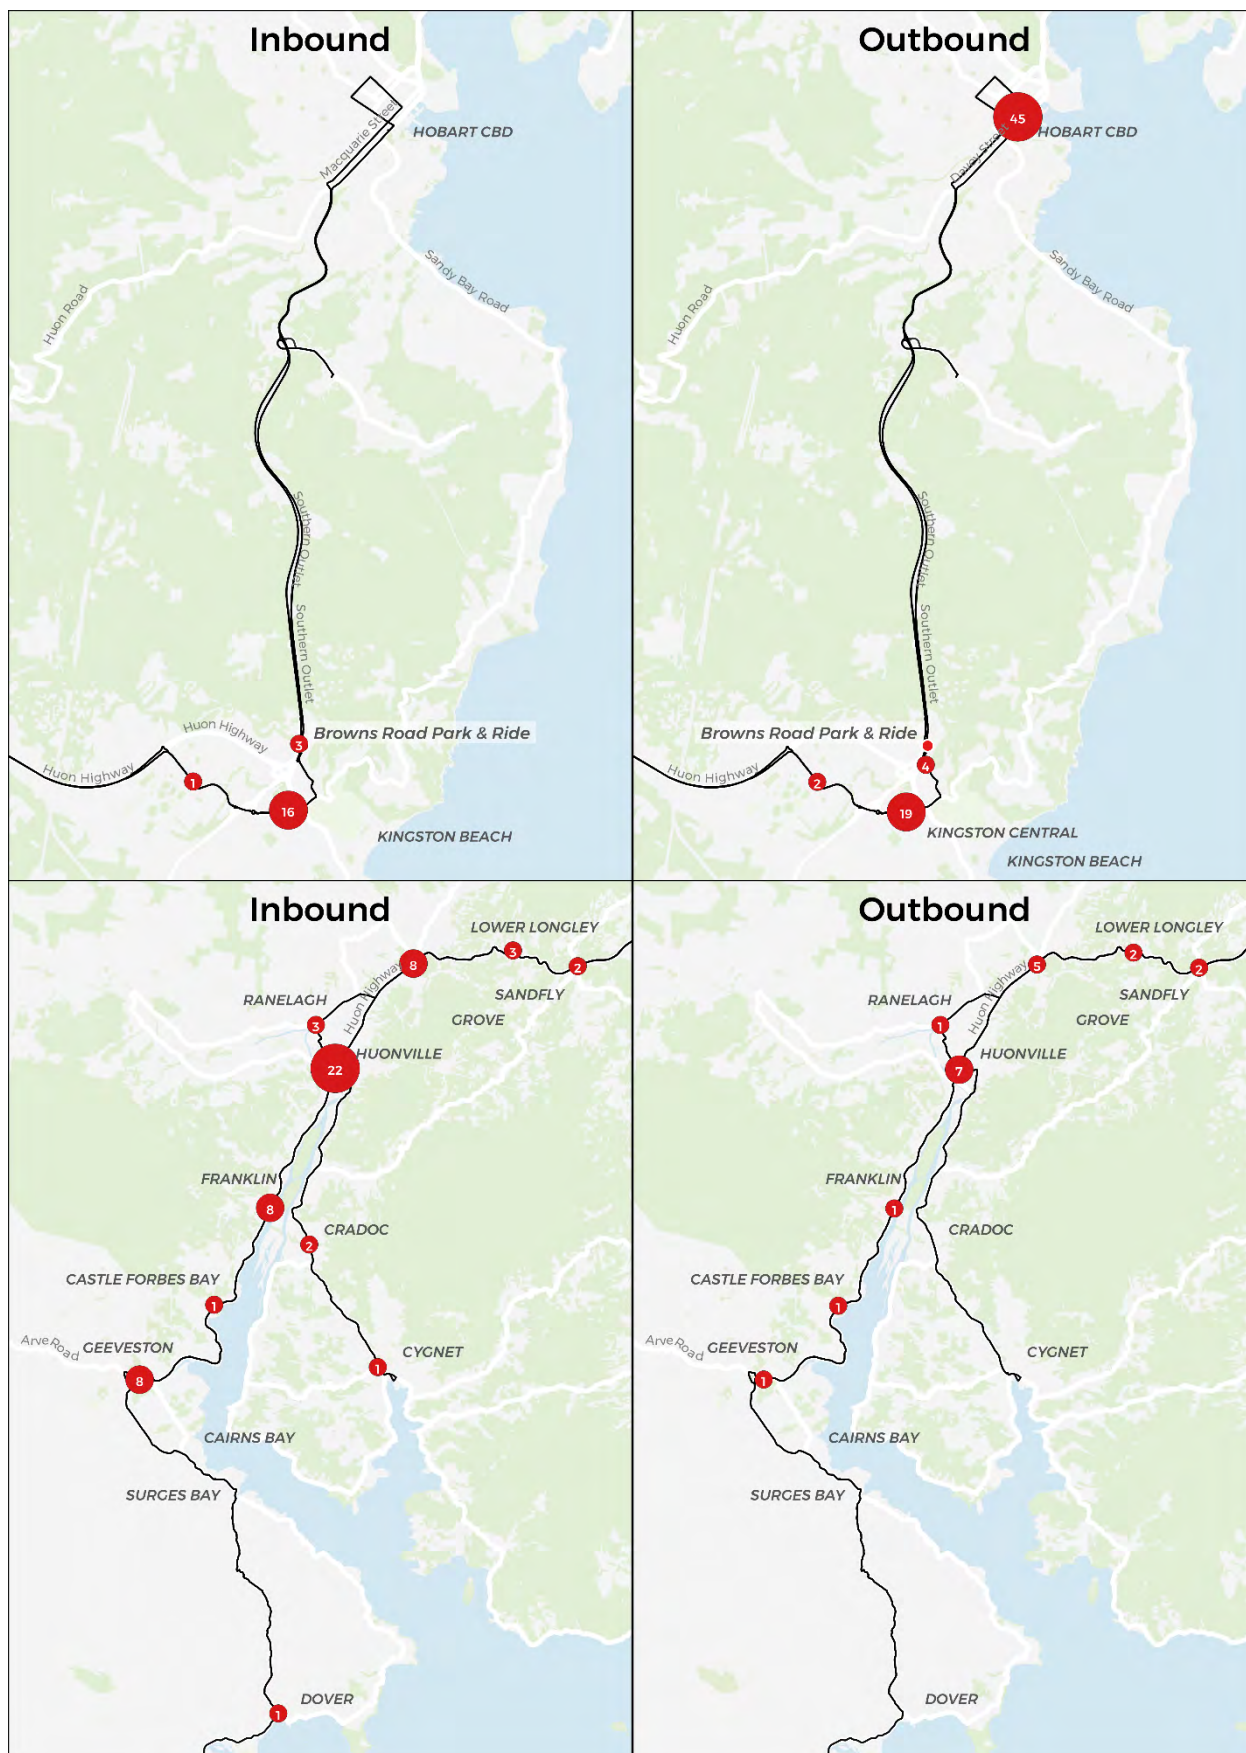 Inbound
Macquarie Street
HOBART CBD
Sandy Bay Road
Huon Road
Southern Outlet
Southern Outlet
Huon Highway
Browns Road Park & Ride
3
Huon Highway
1
16
KINGSTON BEACH
Outbound
45
HOBART CBD
Davey Street
Sandy Bay Road
Huon Road
Southern Outlet
Southern Outlet
Browns Road Park & Ride
4
Huon Highway
2
19
KINGSTON CENTRAL
KINGSTON BEACH
Inbound
LOWER LONGLEY
3
8
2
Huon Highway
SANDFLY
RANELAGH
GROVE
3
HUONVILLE
22
FRANKLIN
8
CRADOC
2
CASTLE FORBES BAY
1
Arve Road
GEEVESTON
CYGNET
1
8
CAIRNS BAY
SURGES BAY
DOVER
1
Outbound
LOWER LONGLEY
2
5
2
Huon Highway
SANDFLY
RANELAGH
GROVE
1
HUONVILLE
7
FRANKLIN
1
CRADOC
CASTLE FORBES BAY
1
Arve Road
GEEVESTON
CYGNET
1
CAIRNS BAY
SURGES BAY
DOVER